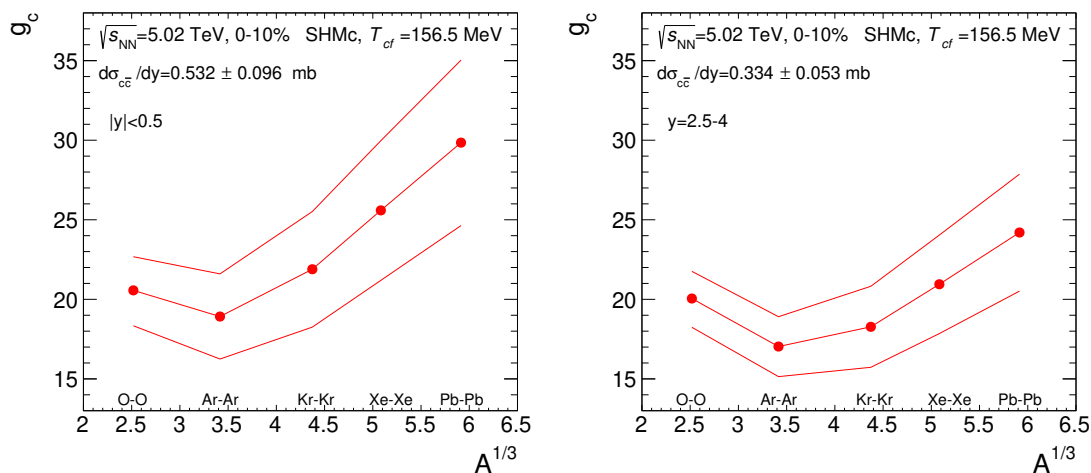 g_c
√s_NN=5.02 TeV, 0-10% SHMc, T_cf =156.5 MeV
dσ_cc̅ /dy=0.532 ± 0.096 mb
|y|<0.5
35
30
25
20
15
O-O Ar-Ar Kr-Kr Xe-Xe Pb-Pb
2 2.5 3 3.5 4 4.5 5 5.5 6 6.5
A^1/3
g_c
√s_NN=5.02 TeV, 0-10% SHMc, T_cf =156.5 MeV
dσ_cc̅ /dy=0.334 ± 0.053 mb
y=2.5-4
35
30
25
20
15
O-O Ar-Ar Kr-Kr Xe-Xe Pb-Pb
2 2.5 3 3.5 4 4.5 5 5.5 6 6.5
A^1/3